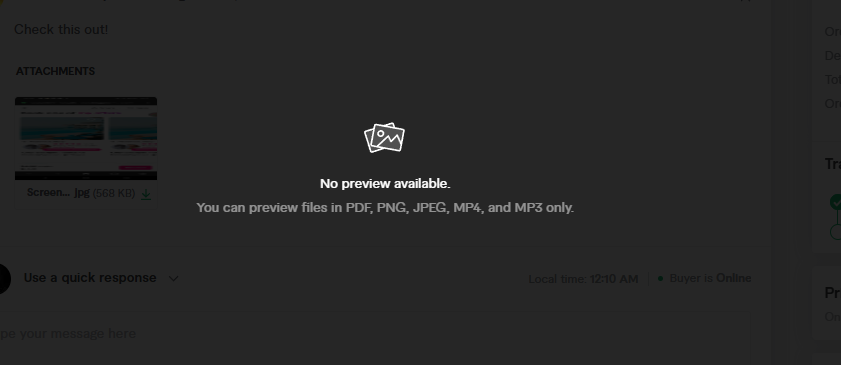 Check this out!
ATTACHMENTS
Screen... jpg (568 KB)
No preview available.
You can preview files in PDF, PNG, JPEG, MP4, and MP3 only.
Use a quick response
Local time: 12:10 AM
Buyer is Online
pe your message here
Or
De
Tot
Or
Tra
Pr